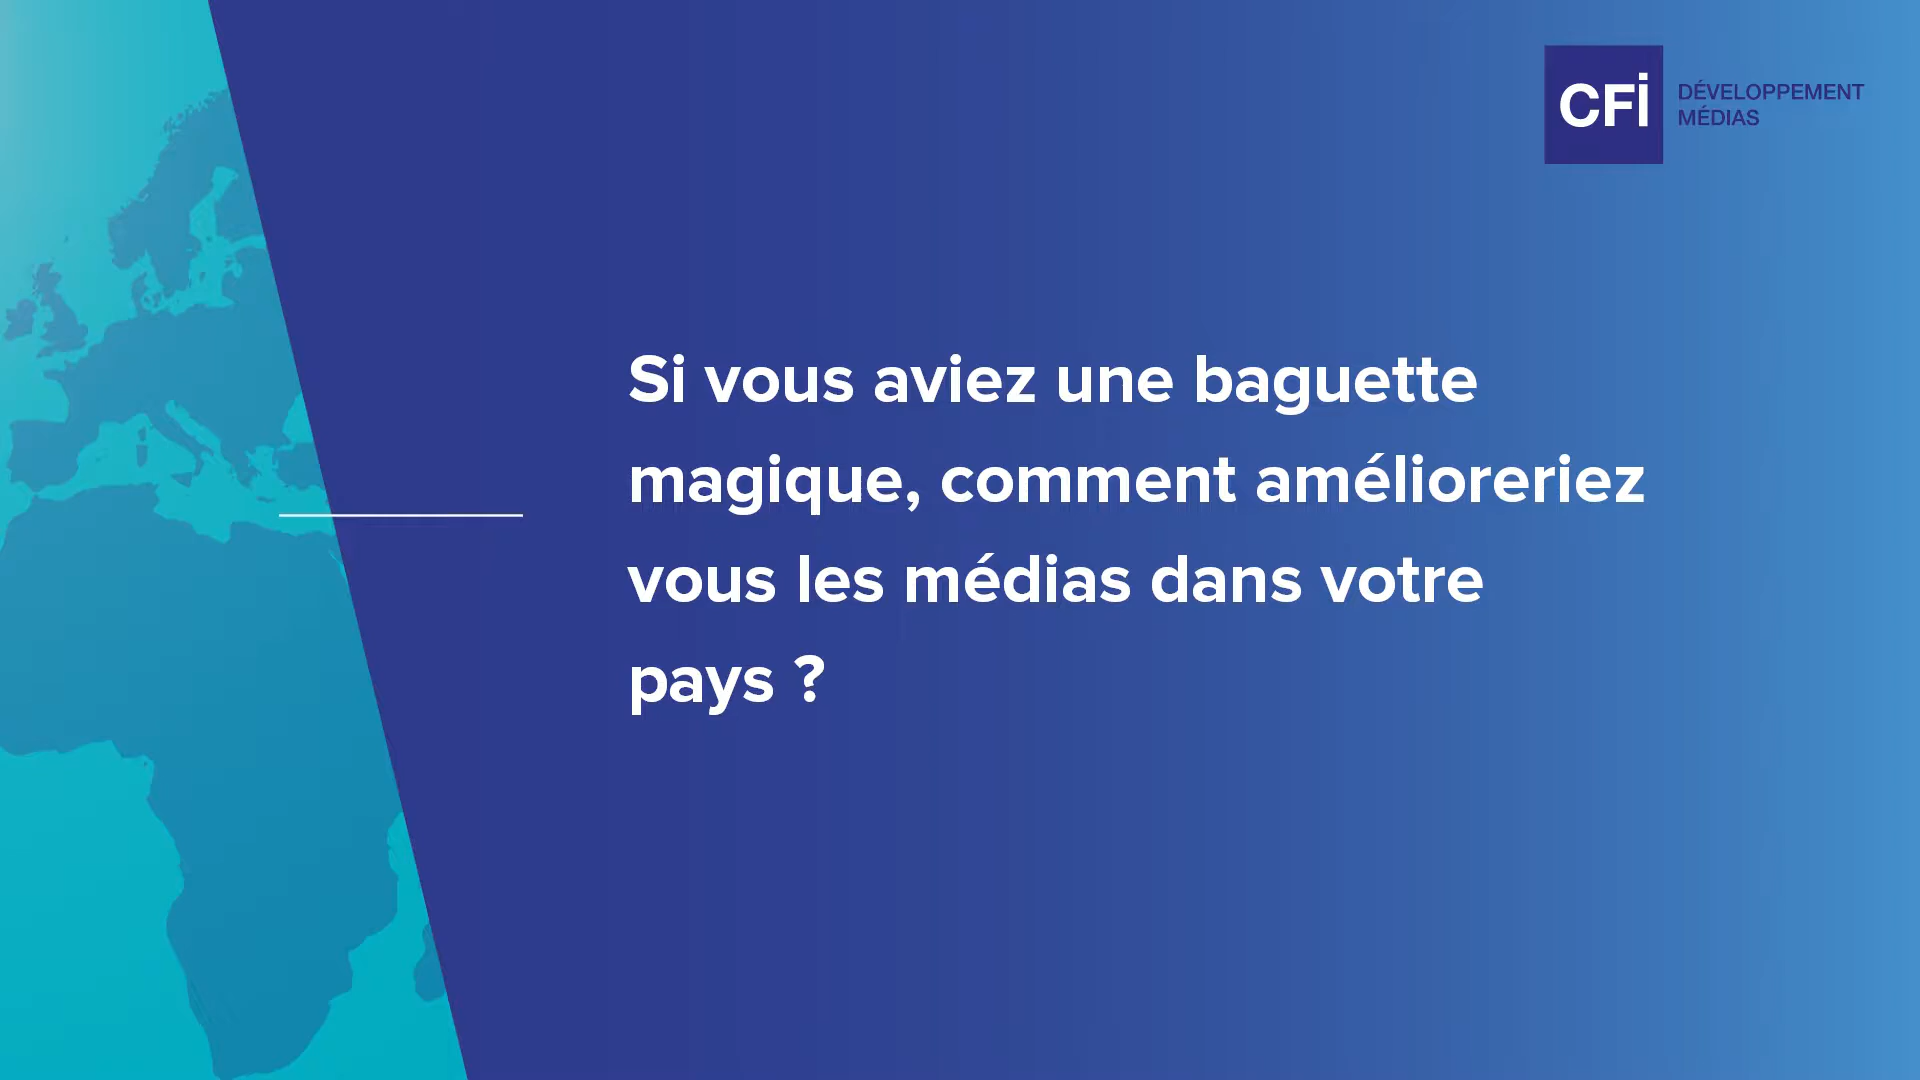 CFI
DÉVELOPPEMENT
MÉDIAS
Si vous aviez une baguette
magique, comment amélioreriez
vous les médias dans votre
pays ?